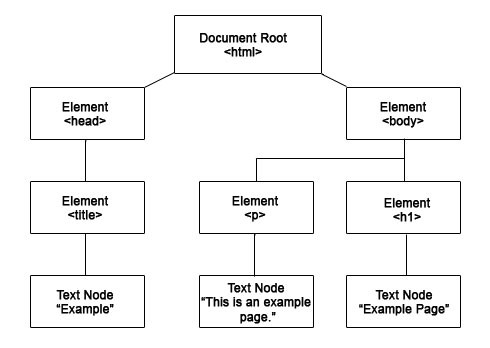 Document Root
<html>
Element
<head>
Element
<body>
Element
<title>
Element
<p>
Element
<h1>
Text Node
“Example”
Text Node
“This is an example
page.”
Text Node
“Example Page”